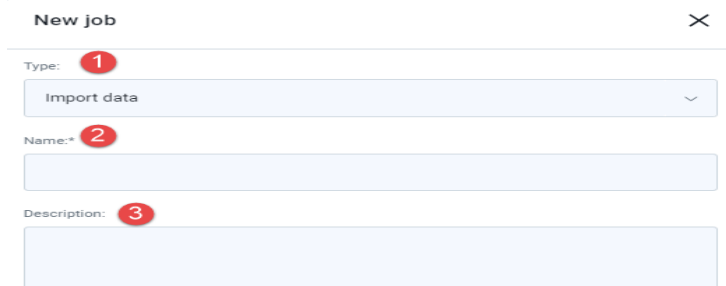 New job
Type: 1
Import data
Name:* 2
Description: 3